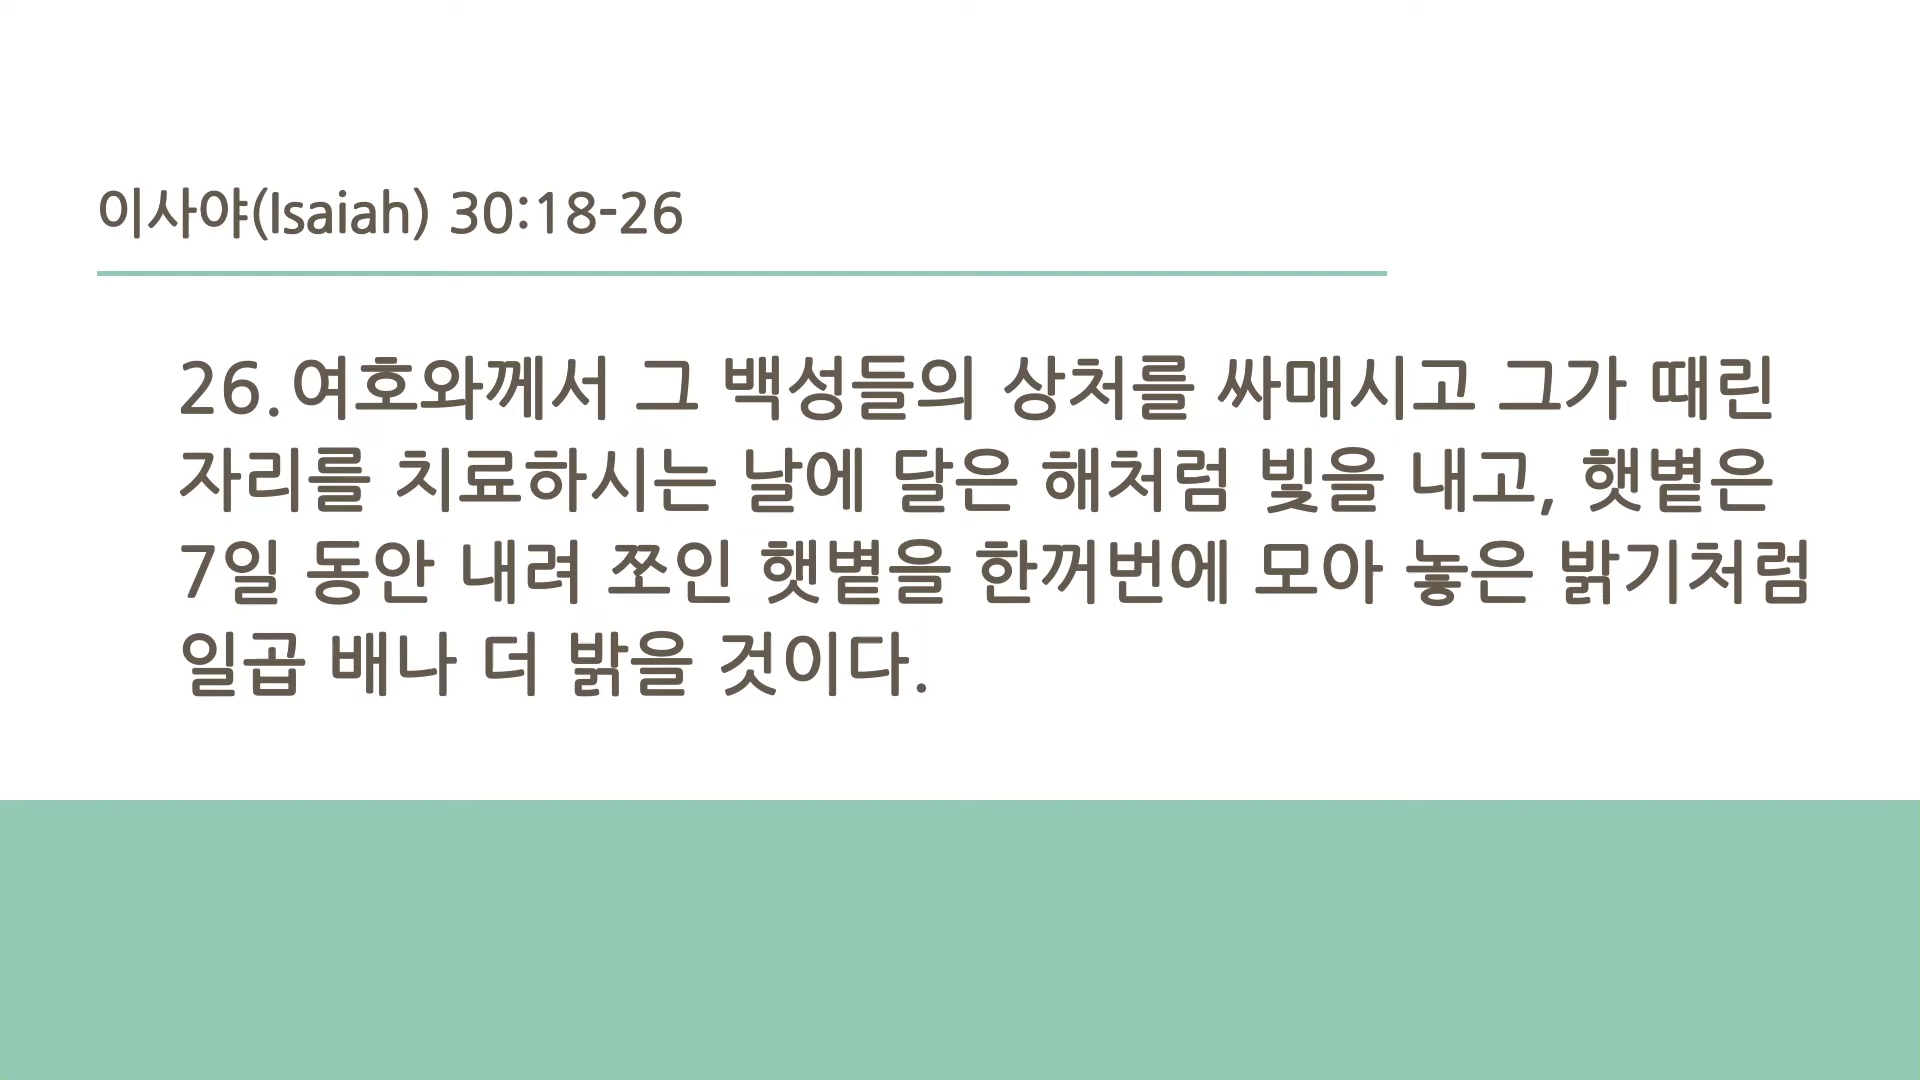 이사야(Isaiah) 30:18-26
26.여호와께서 그 백성들의 상처를 싸매시고 그가 때린
자리를 치료하시는 날에 달은 해처럼 빛을 내고, 햇볕은
7일 동안 내려 쪼인 햇볕을 한꺼번에 모아 놓은 밝기처럼
일곱 배나 더 밝을 것이다.